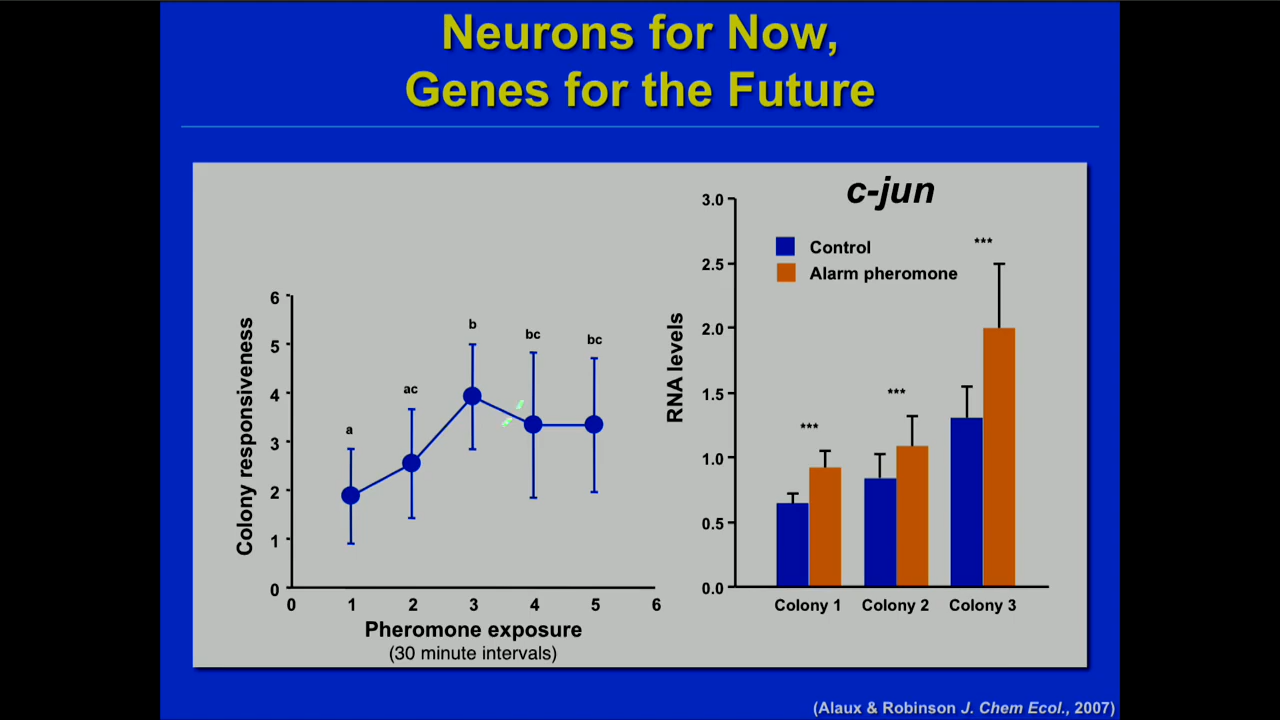 Neurons for Now,
Genes for the Future
6
5
4
3
2
1
0
Colony responsiveness
a
ac
b
bc
bc
0 1 2 3 4 5 6
Pheromone exposure
(30 minute intervals)
c-jun
Control
Alarm pheromone
3.0
2.5
2.0
1.5
1.0
0.5
0.0
RNA levels
***
***
***
Colony 1 Colony 2 Colony 3
(Alaux & Robinson J. Chem Ecol., 2007)